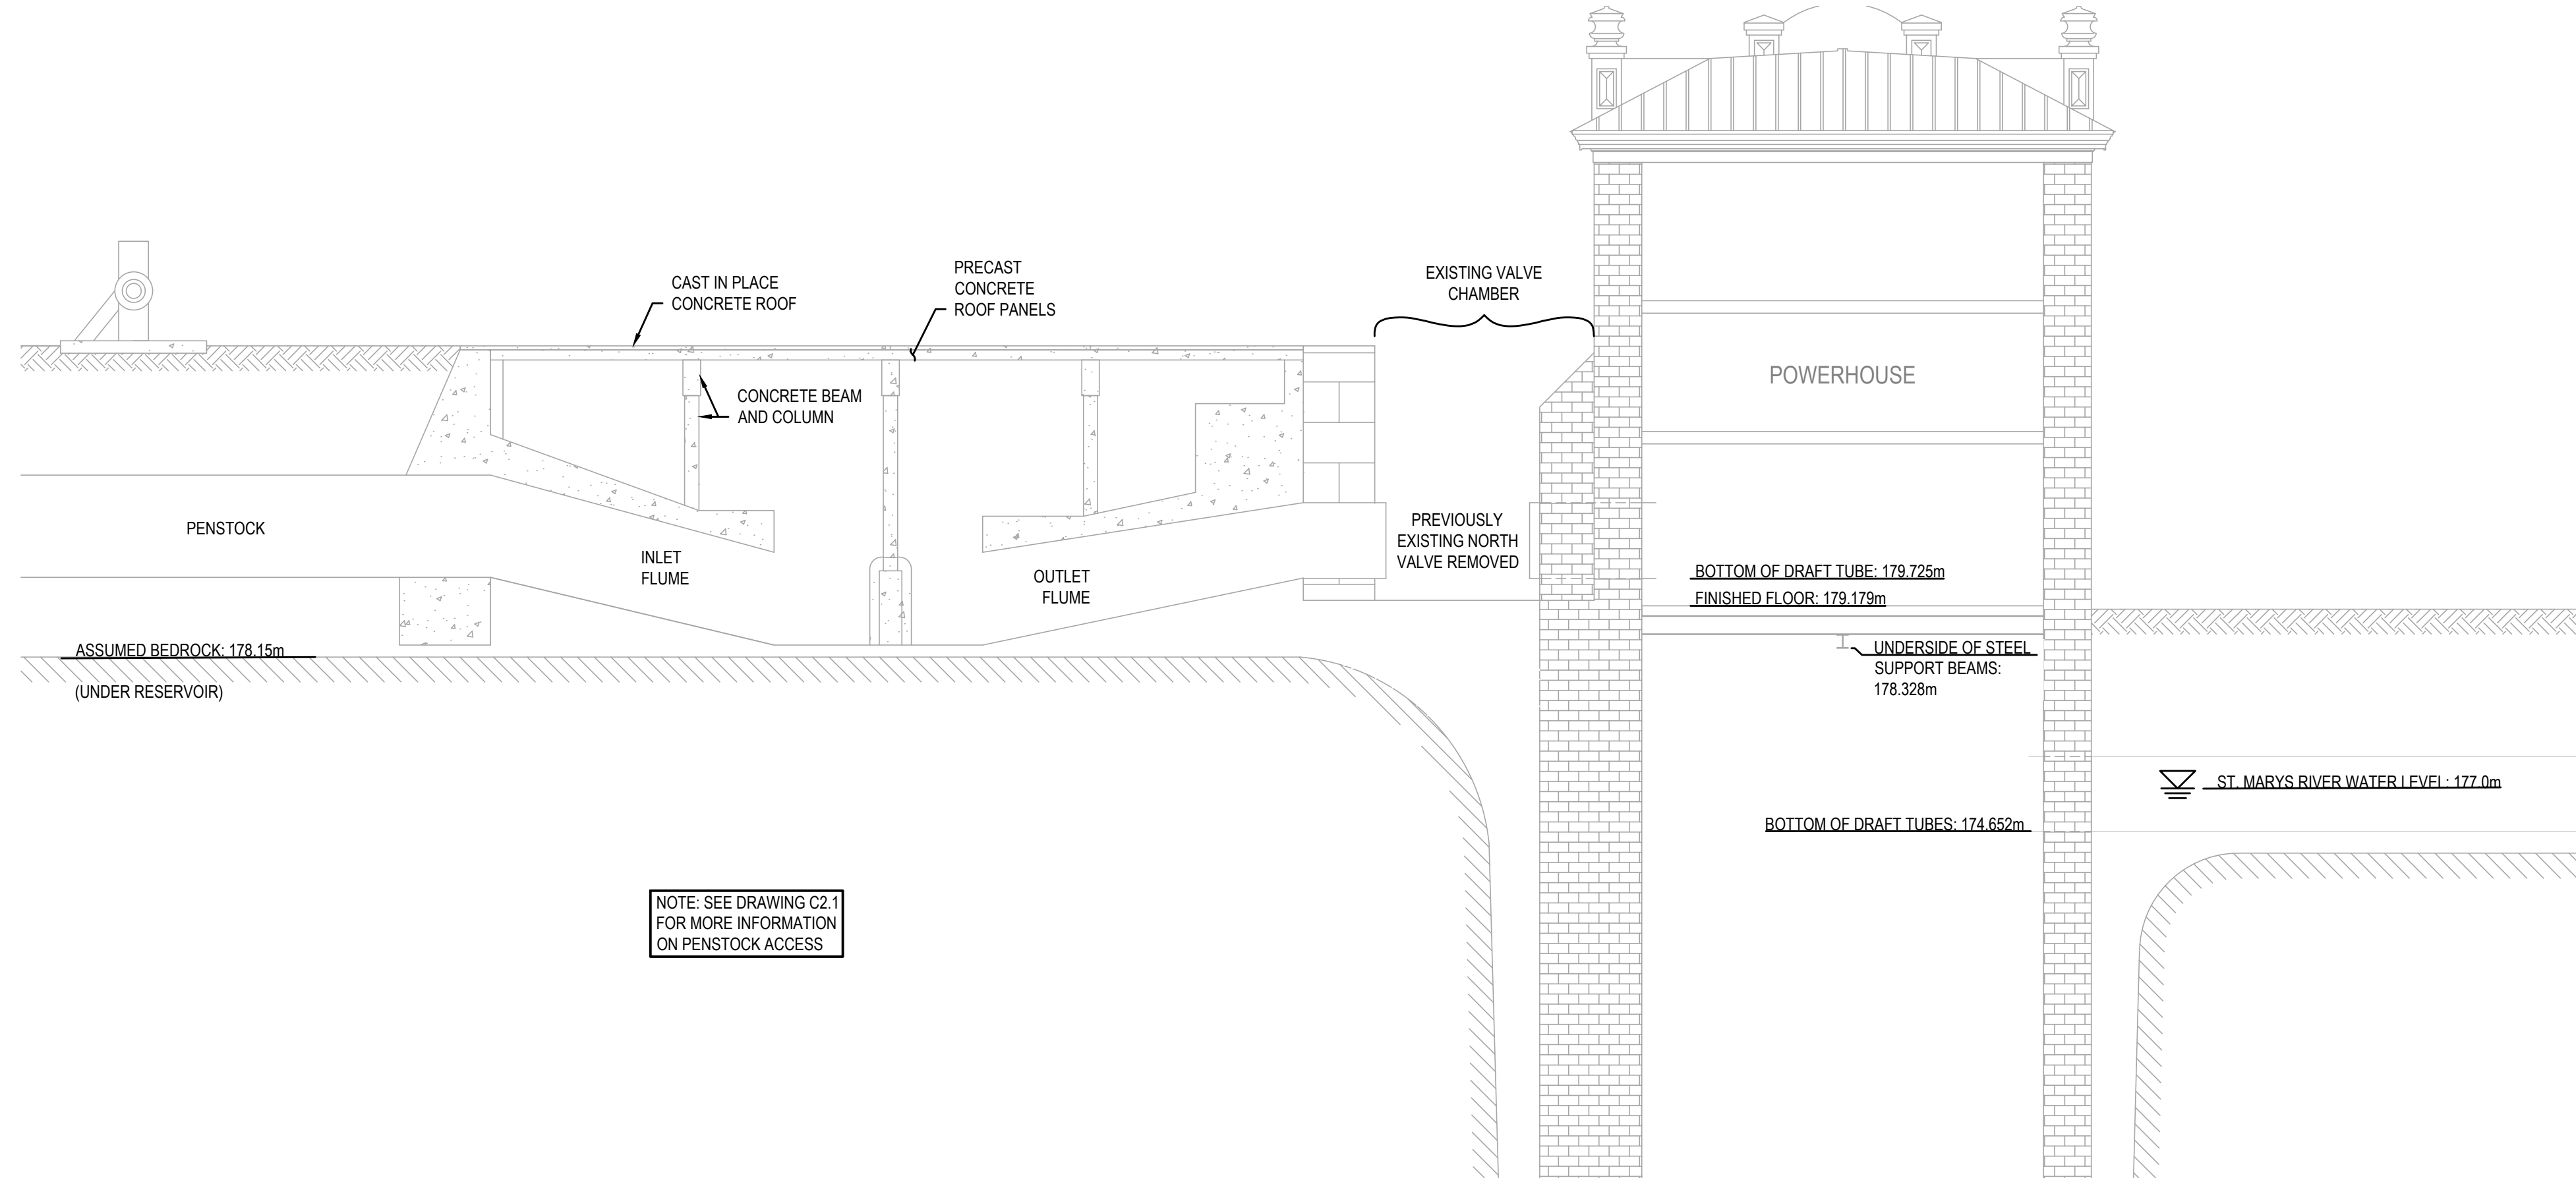 CAST IN PLACE
CONCRETE ROOF
PRECAST
CONCRETE
ROOF PANELS
EXISTING VALVE
CHAMBER
CONCRETE BEAM
AND COLUMN
POWERHOUSE
PENSTOCK
INLET
FLUME
OUTLET
FLUME
PREVIOUSLY
EXISTING NORTH
VALVE REMOVED
BOTTOM OF DRAFT TUBE: 179.725m
FINISHED FLOOR: 179.179m
ASSUMED BEDROCK: 178.15m
(UNDER RESERVOIR)
UNDERSIDE OF STEEL
SUPPORT BEAMS:
178.328m
ST. MARYS RIVER WATER LEVEL: 177.0m
BOTTOM OF DRAFT TUBES: 174.652m
NOTE: SEE DRAWING C2.1
FOR MORE INFORMATION
ON PENSTOCK ACCESS